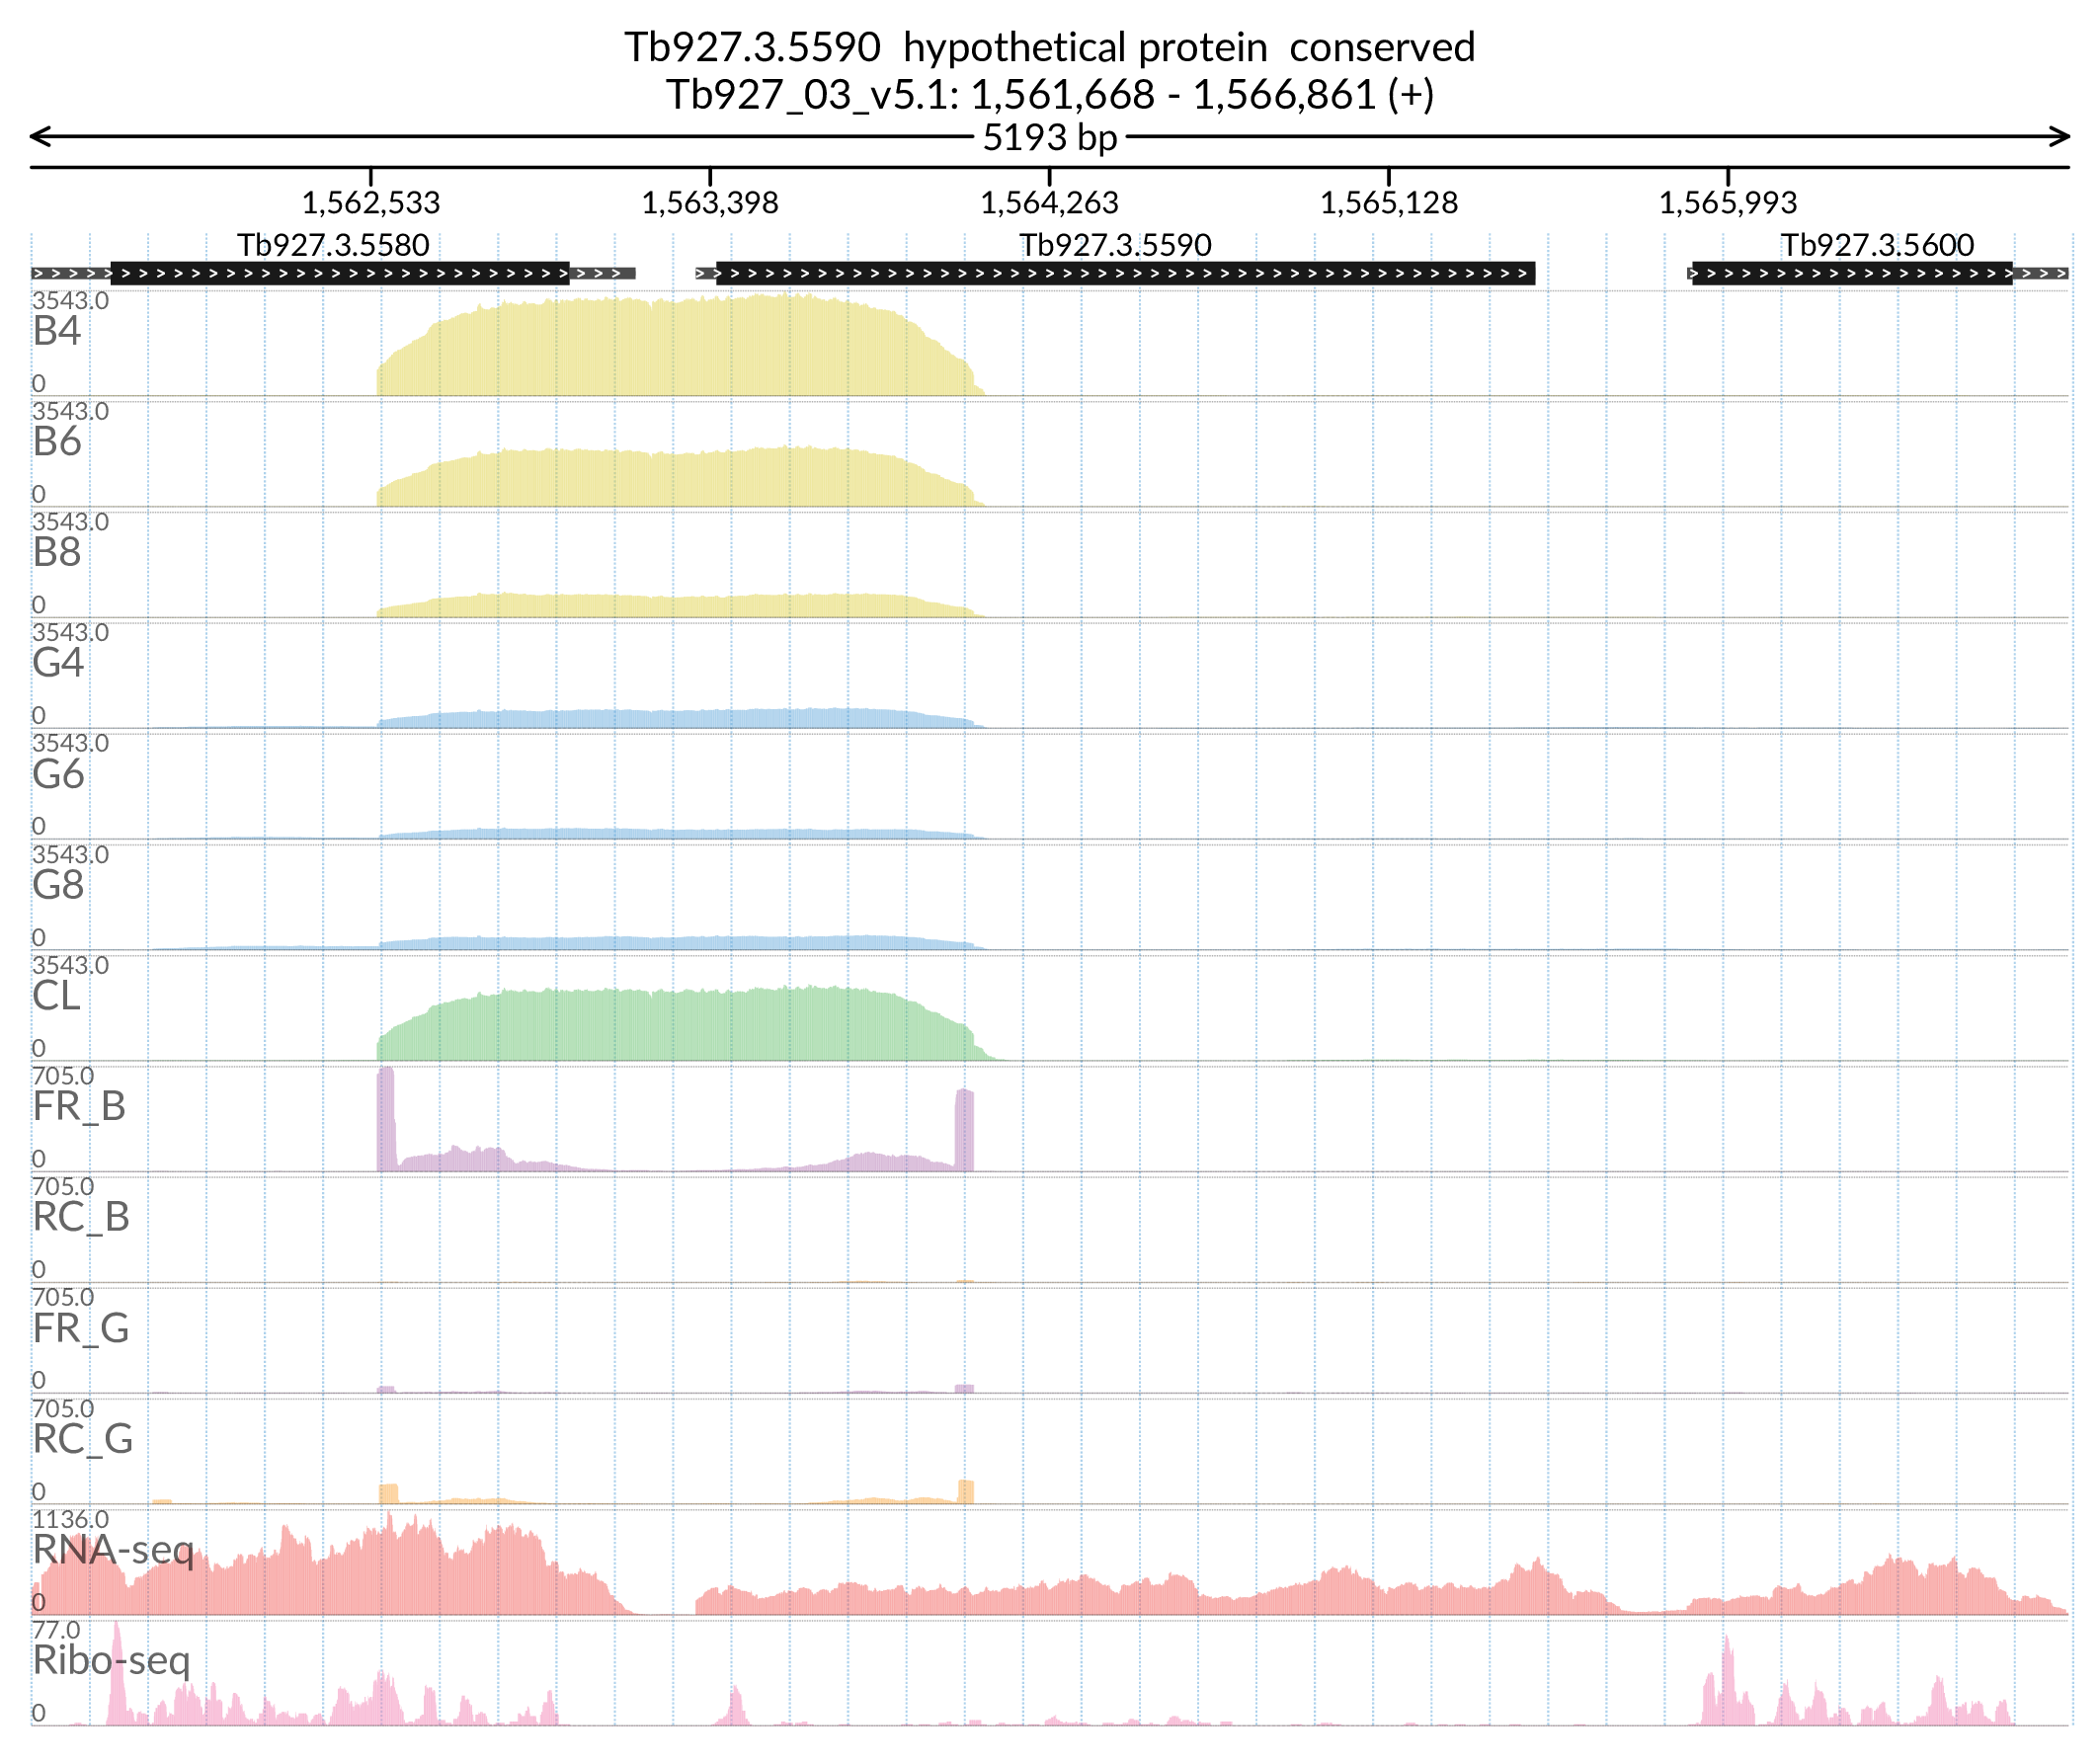 Tb927.3.5590  hypothetical protein  conserved
Tb927_03_v5.1: 1,561,668 - 1,566,861 (+)
5193 bp
1,562,533 1,563,398 1,564,263 1,565,128 1,565,993
Tb927.3.5580 Tb927.3.5590 Tb927.3.5600
3543.0
B4
0
3543.0
B6
0
3543.0
B8
0
3543.0
G4
0
3543.0
G6
0
3543.0
G8
0
3543.0
CL
0
705.0
FR_B
0
705.0
RC_B
0
705.0
FR_G
0
705.0
RC_G
0
1136.0
RNA-seq
0
77.0
Ribo-seq
0